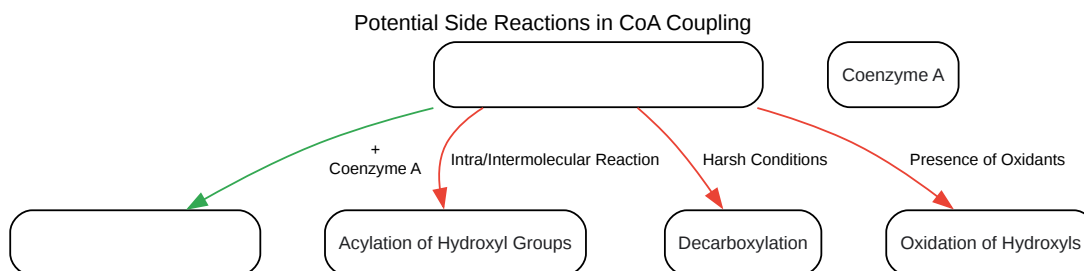 Potential Side Reactions in CoA Coupling
Coenzyme A
+
Coenzyme A
Intra/Intermolecular Reaction
Harsh Conditions
Presence of Oxidants
Acylation of Hydroxyl Groups
Decarboxylation
Oxidation of Hydroxyls